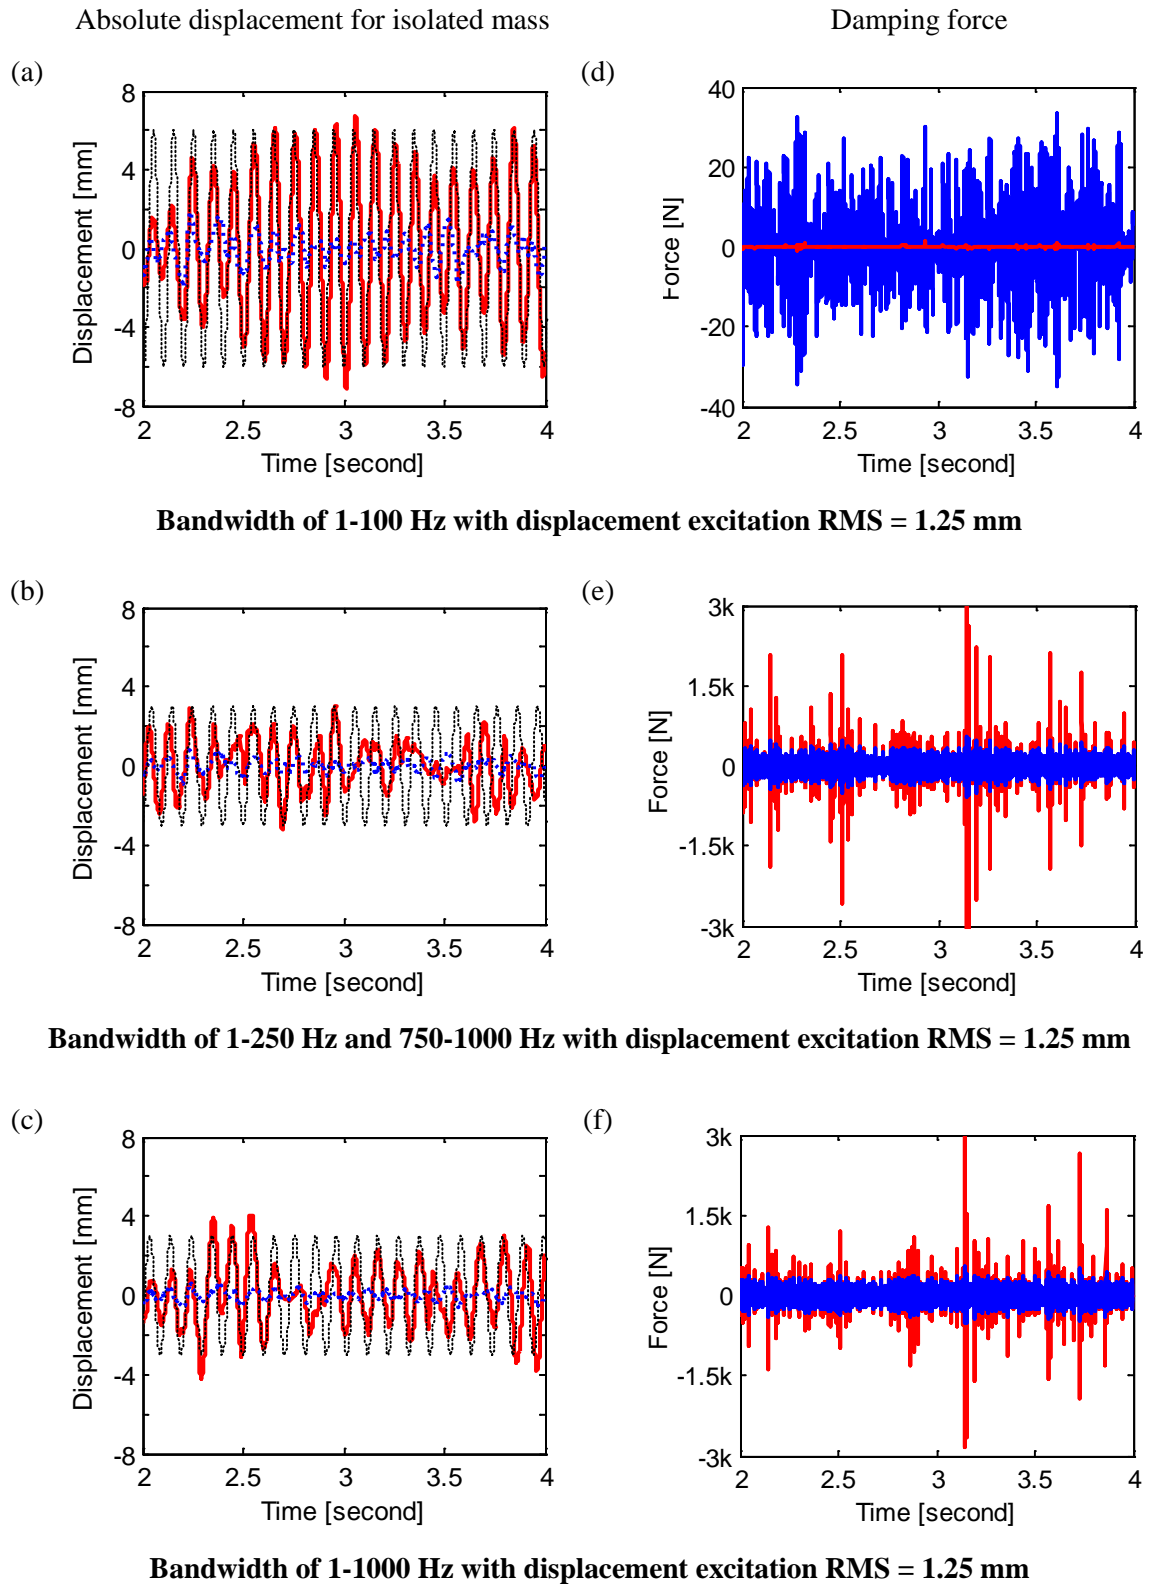 Absolute displacement for isolated mass
Damping force
(a)
8
4
0
-4
-8
Displacement [mm]
2
2.5
3
3.5
4
Time [second]
(d)
40
20
0
-20
-40
Force [N]
2
2.5
3
3.5
4
Time [second]
Bandwidth of 1-100 Hz with displacement excitation RMS = 1.25 mm
(b)
8
4
0
-4
-8
Displacement [mm]
2
2.5
3
3.5
4
Time [second]
(e)
3k
1.5k
0
-1.5k
-3k
Force [N]
2
2.5
3
3.5
4
Time [second]
Bandwidth of 1-250 Hz and 750-1000 Hz with displacement excitation RMS = 1.25 mm
(c)
8
4
0
-4
-8
Displacement [mm]
2
2.5
3
3.5
4
Time [second]
(f)
3k
1.5k
0
-1.5k
-3k
Force [N]
2
2.5
3
3.5
4
Time [second]
Bandwidth of 1-1000 Hz with displacement excitation RMS = 1.25 mm